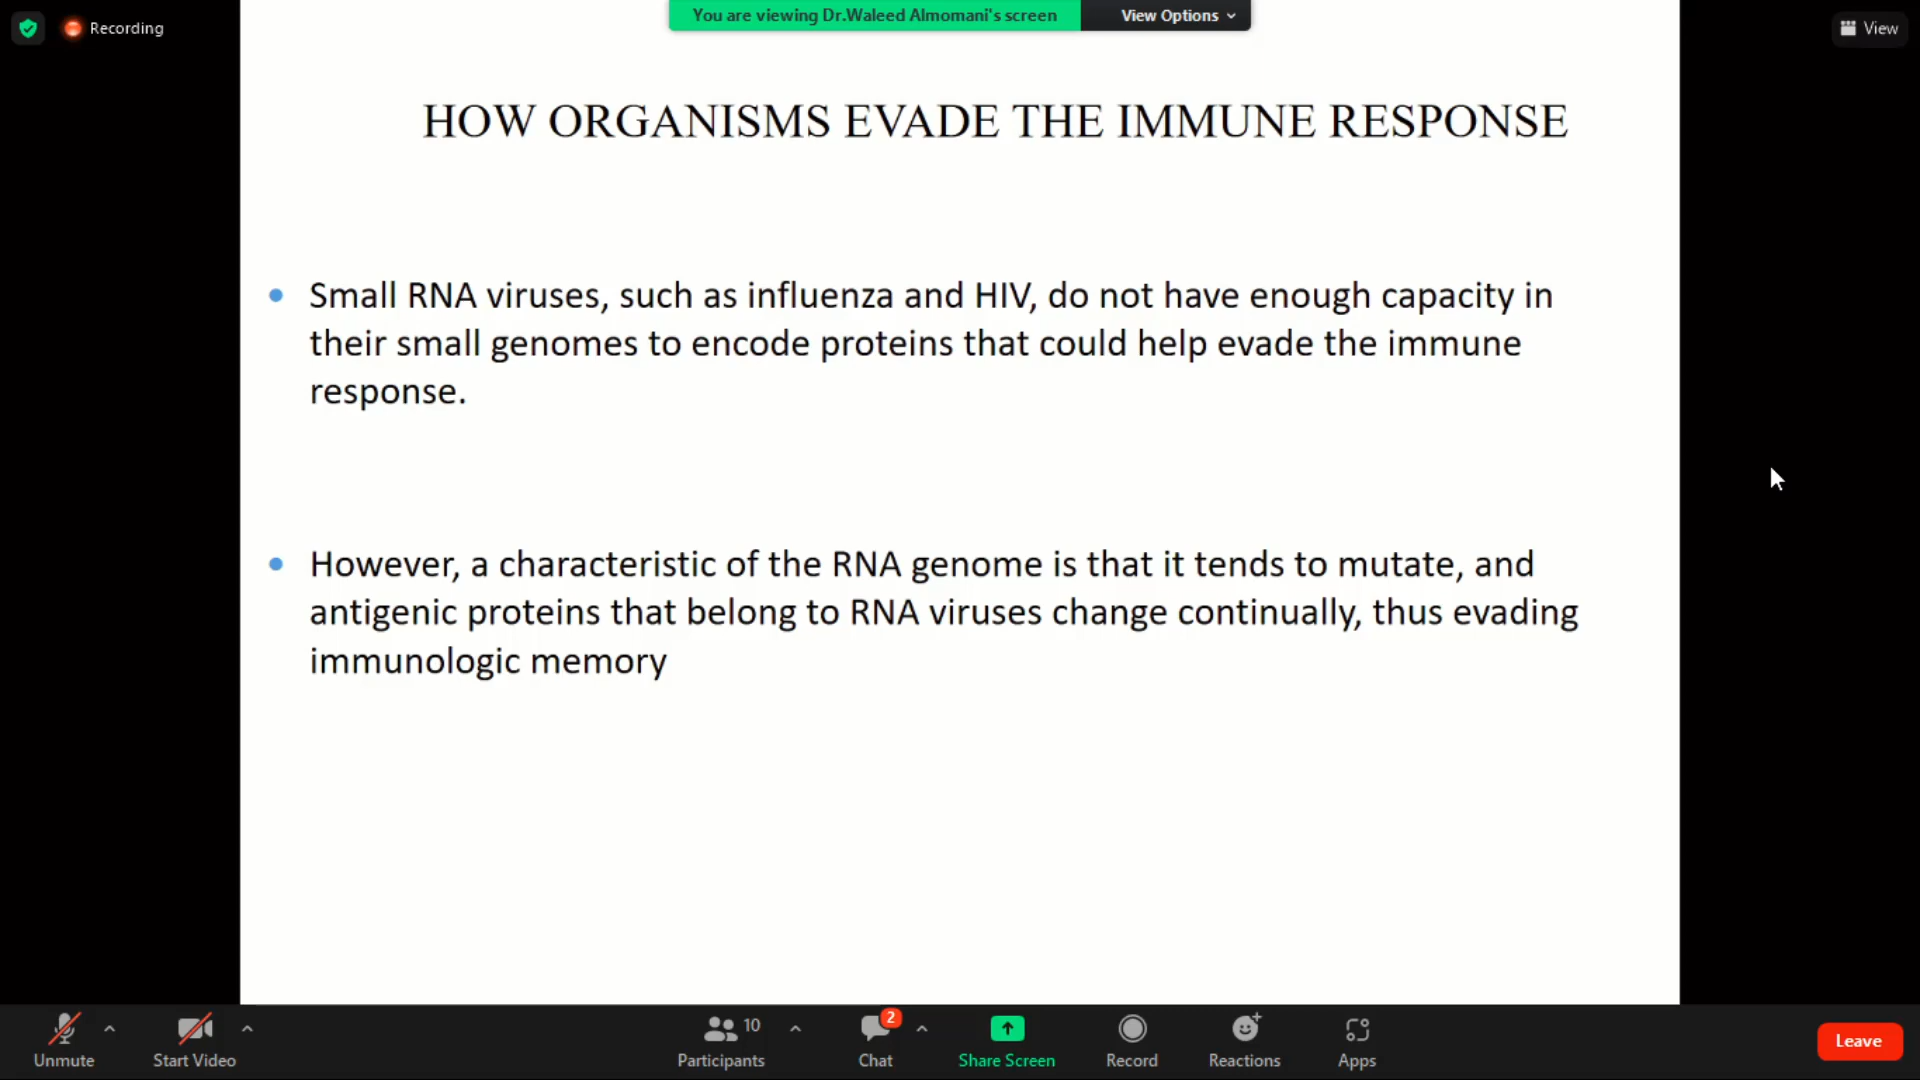 Recording
You are viewing Dr.Waleed Almomani's screen
View Options
View
HOW ORGANISMS EVADE THE IMMUNE RESPONSE
Small RNA viruses, such as influenza and HIV, do not have enough capacity in
their small genomes to encode proteins that could help evade the immune
response.
However, a characteristic of the RNA genome is that it tends to mutate, and
antigenic proteins that belong to RNA viruses change continually, thus evading
immunologic memory
10
2
Unmute
Start Video
Participants
Chat
Share Screen
Record
Reactions
Apps
Leave